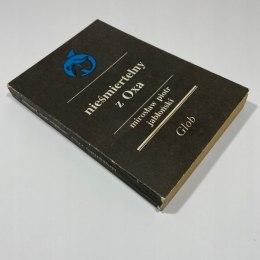 nieśmiertelny
z Oxa
mirosław piotr
jabłoński
Glob